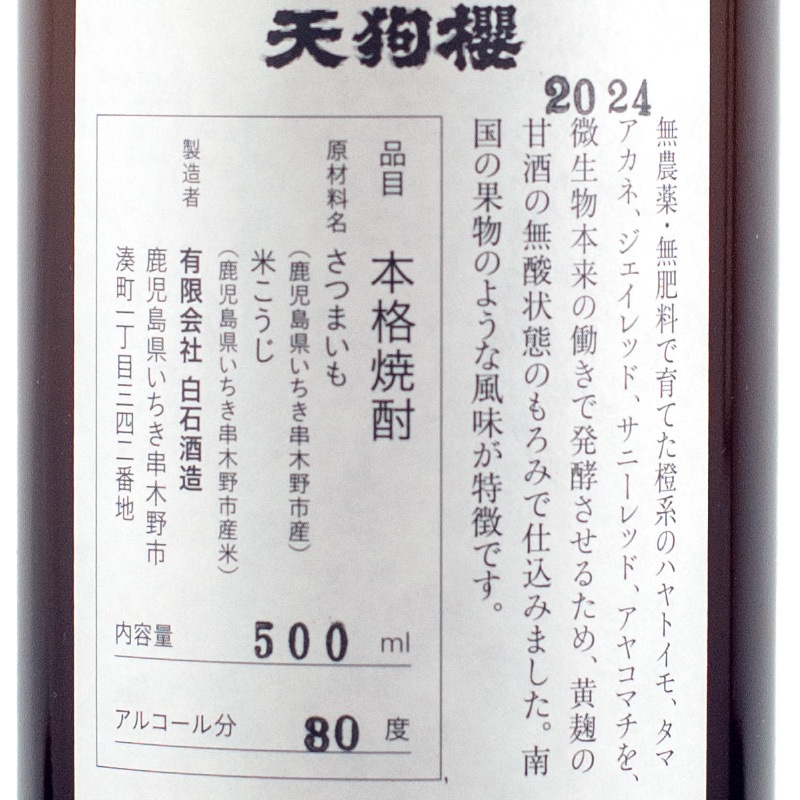 天狗櫻
2024
無農薬・無肥料で育てた橙系のハヤトイモ、タマ
アカネ、ジェイレッド、サニーレッド、アヤコマチを、
微生物本来の働きで発酵させるため、黄麹の
甘酒の無酸状態のもろみで仕込みました。南
国の果物のような風味が特徴です。
品目 本格焼酎
原材料名 さつまいも
(鹿児島県いちき串木野市産)
米こうじ
(鹿児島県いちき串木野市産米)
製造者 有限会社 白石酒造
鹿児島県いちき串木野市
湊町一丁目三四二番地
内容量 500 ml
アルコール分 80 度